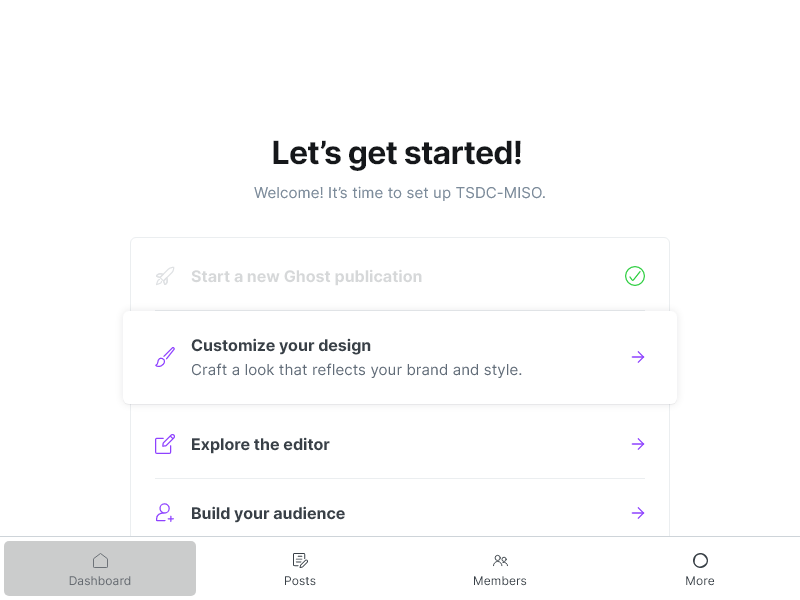 Let's get started!
Welcome! It's time to set up TSDC-MISO.
Start a new Ghost publication
Customize your design
Craft a look that reflects your brand and style.
Explore the editor
Build your audience
Dashboard
Posts
Members
More